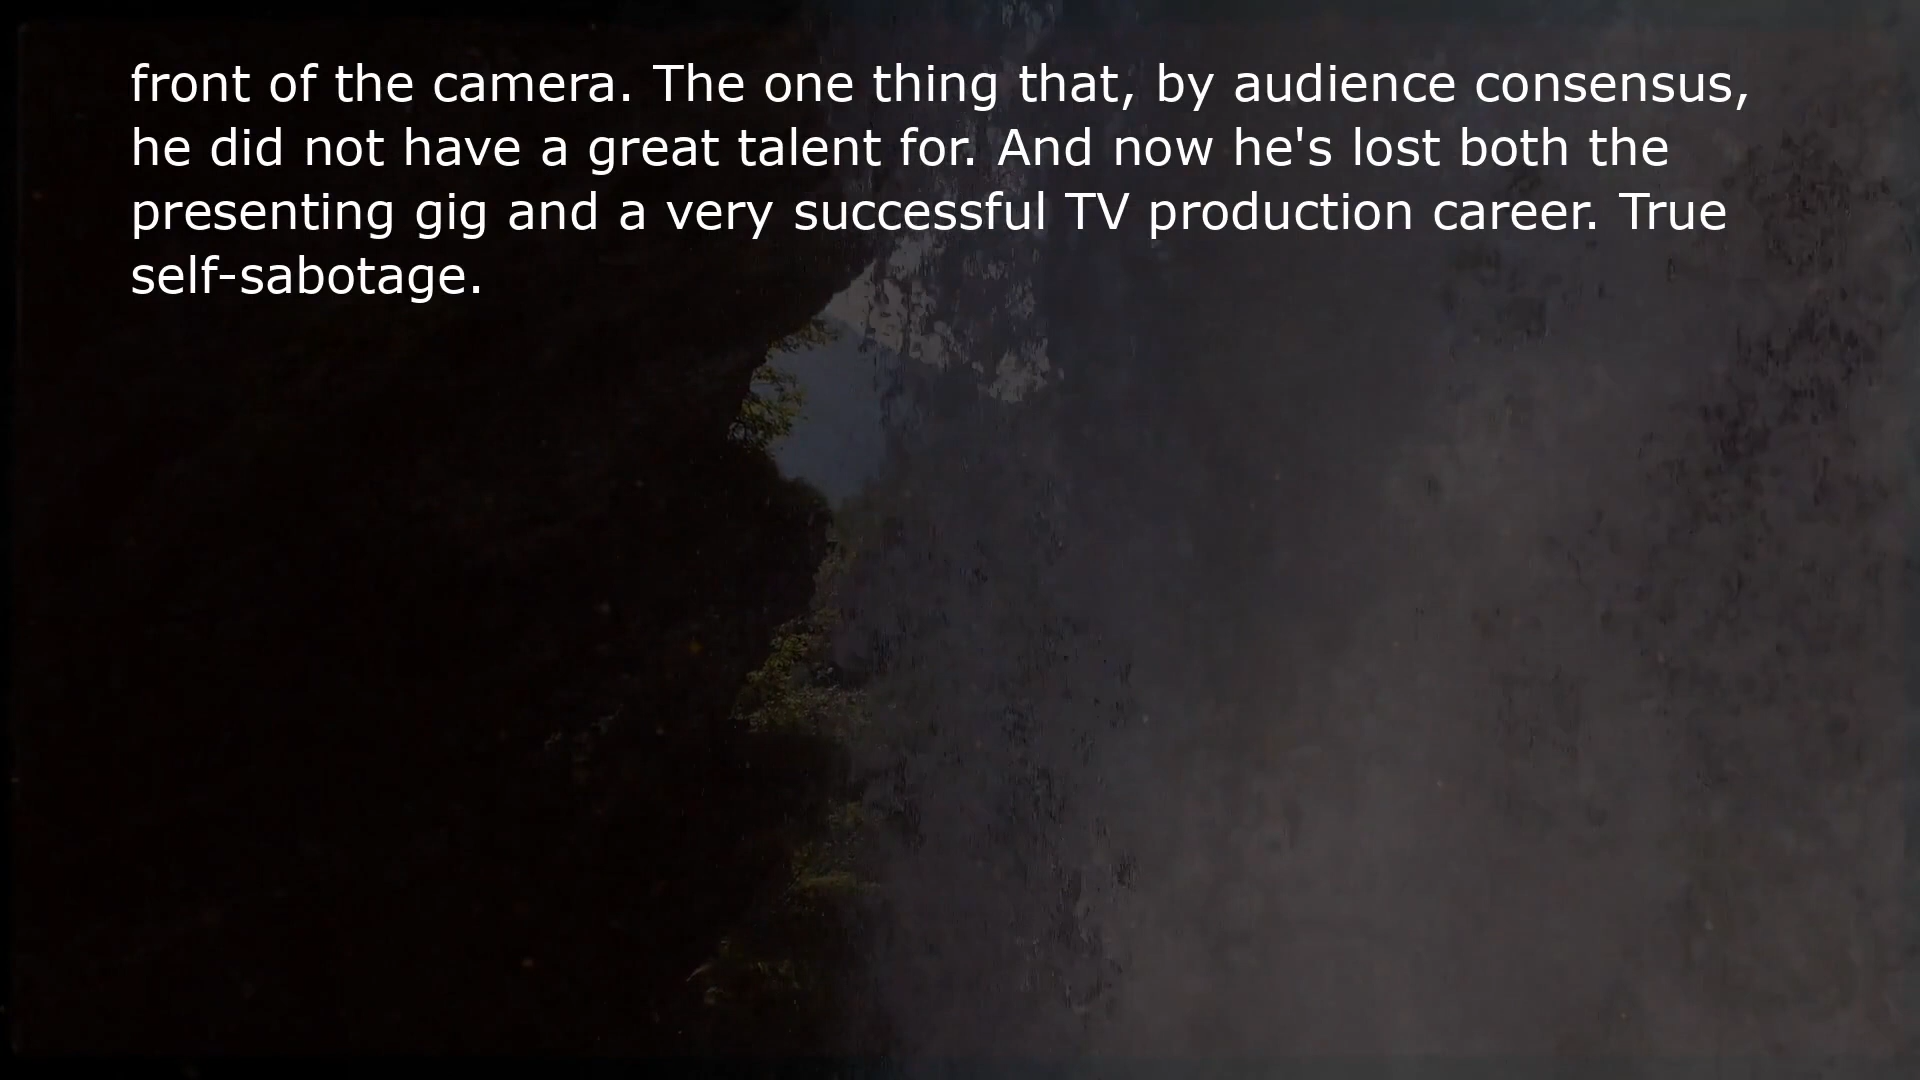 front of the camera. The one thing that, by audience consensus,
he did not have a great talent for. And now he's lost both the
presenting gig and a very successful TV production career. True
self-sabotage.